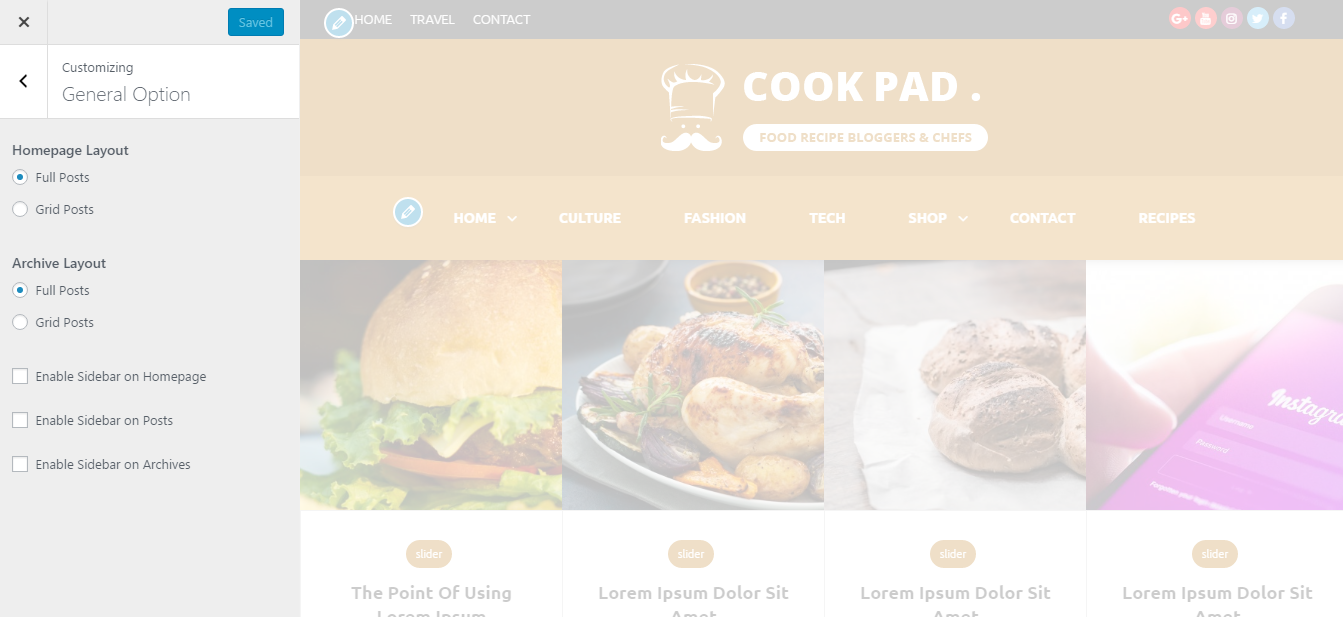 Saved
Customizing
General Option
Homepage Layout
Full Posts
Grid Posts
Archive Layout
Full Posts
Grid Posts
Enable Sidebar on Homepage
Enable Sidebar on Posts
Enable Sidebar on Archives
HOME TRAVEL CONTACT
COOK PAD .
FOOD RECIPE BLOGGERS & CHEFS
HOME CULTURE FASHION TECH SHOP CONTACT RECIPES
Username
Password
slider
The Point Of Using
Lorem Ipsum
slider
Lorem Ipsum Dolor Sit
Amet
slider
Lorem Ipsum Dolor Sit
Amet
slider
Lorem Ipsum Dolor Sit
Amet